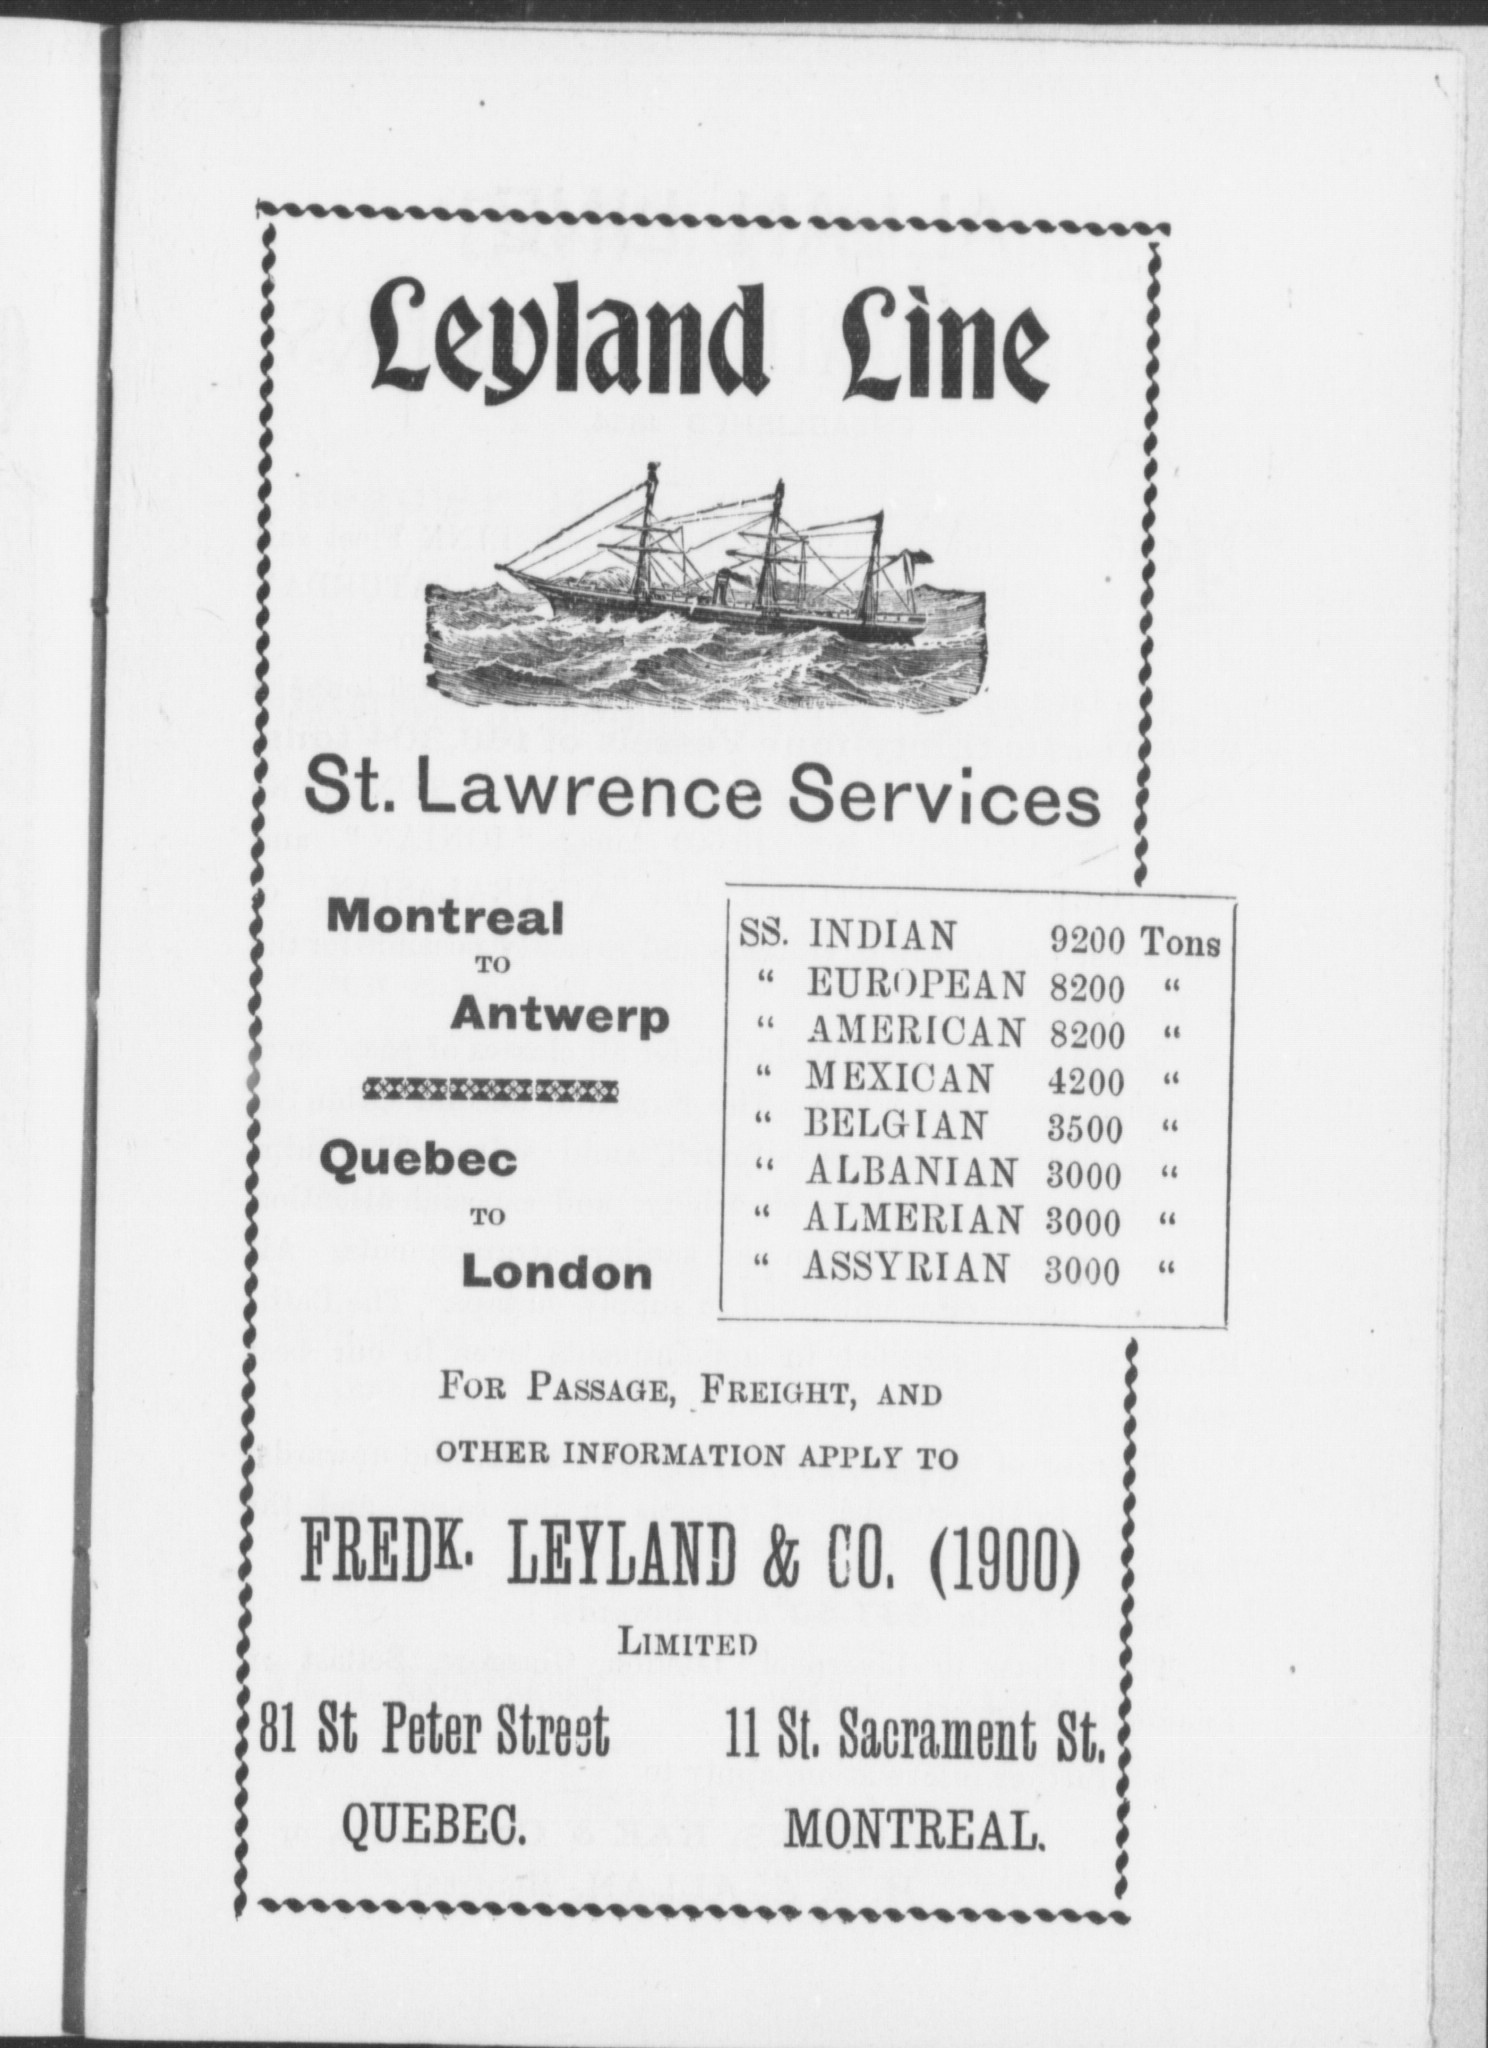 Leyland Line
St. Lawrence Services
Montreal
TO
Antwerp
Quebec
TO
London
SS. INDIAN 9200 Tons
“ EUROPEAN 8200 “
“ AMERICAN 8200 “
“ MEXICAN 4200 “
“ BELGIAN 3500 “
“ ALBANIAN 3000 “
“ ALMERIAN 3000 “
“ ASSYRIAN 3000 “
FOR PASSAGE, FREIGHT, AND
OTHER INFORMATION APPLY TO
FREDK. LEYLAND & CO. (1900)
LIMITED
81 St Peter Street
QUEBEC.
11 St. Sacrament St.
MONTREAL.